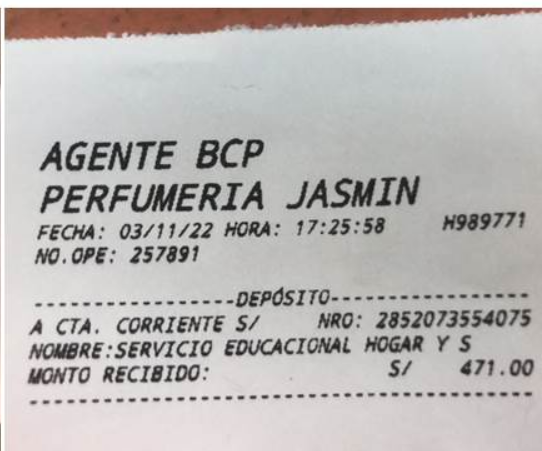 AGENTE BCP
PERFUMERIA JASMIN
FECHA: 03/11/22 HORA: 17:25:58 H989771
NO.OPE: 257891
-----------------DEPÓSITO-----------------
A CTA. CORRIENTE S/ NRO: 2852073554075
NOMBRE:SERVICIO EDUCACIONAL HOGAR Y S
MONTO RECIBIDO: S/ 471.00
------------------------------------------